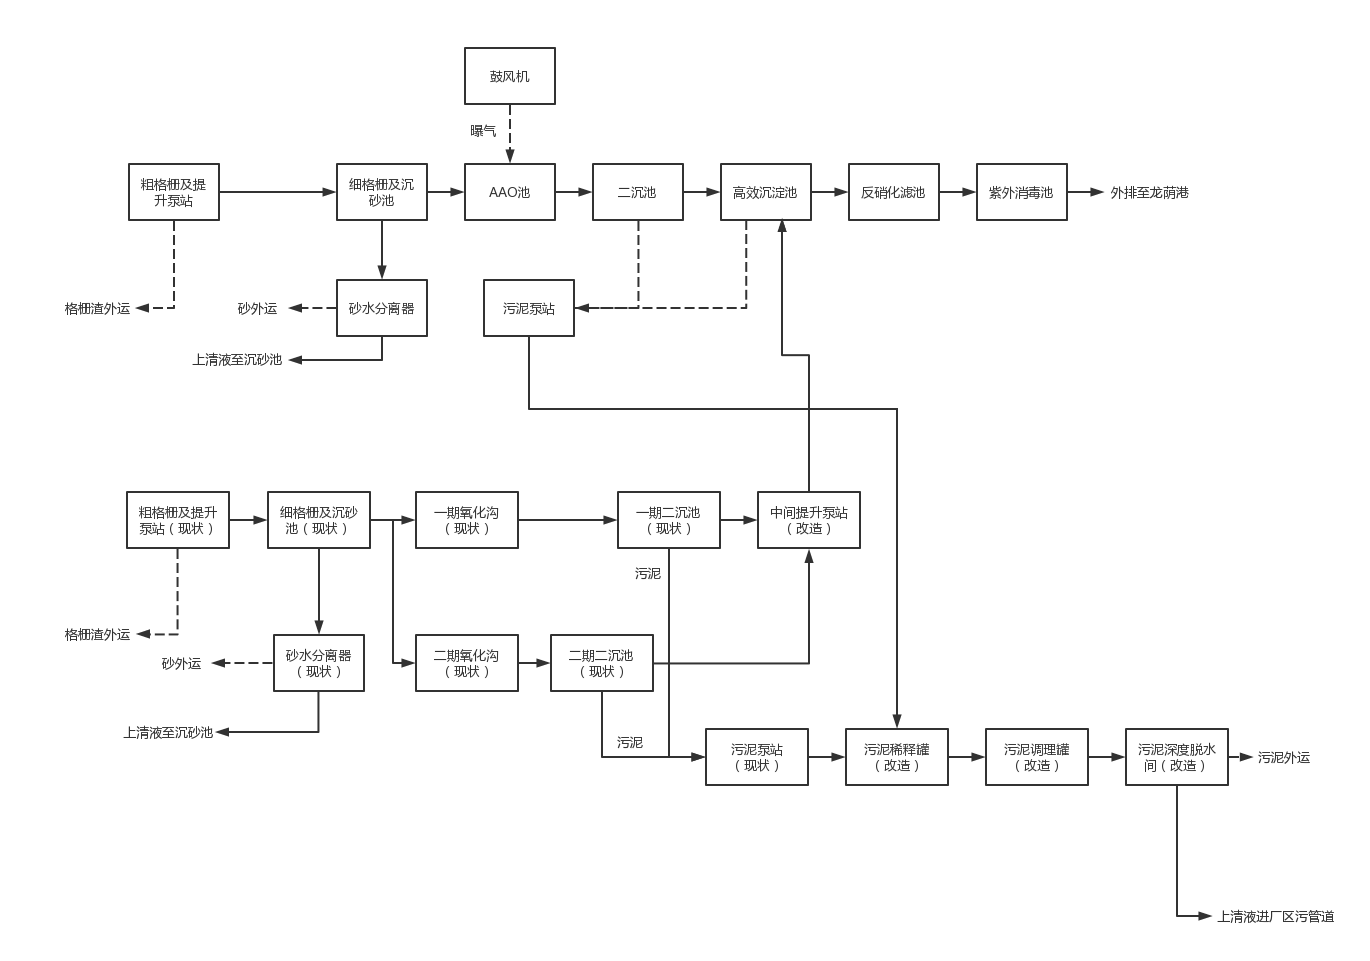 鼓风机
曝气
粗格栅及提
升泵站
细格栅及沉
砂池
AAO池
二沉池
高效沉淀池
反硝化滤池
紫外消毒池
外排至龙荫港
格栅渣外运
砂外运
砂水分离器
污泥泵站
上清液至沉砂池
粗格栅及提升
泵站（现状）
细格栅及沉砂
池（现状）
一期氧化沟
（现状）
一期二沉池
（现状）
中间提升泵站
（改造）
污泥
格栅渣外运
砂外运
砂水分离器
（现状）
二期氧化沟
（现状）
二期二沉池
（现状）
上清液至沉砂池
污泥
污泥泵站
（现状）
污泥稀释罐
（改造）
污泥调理罐
（改造）
污泥深度脱水
间（改造）
污泥外运
上清液进厂区污管道